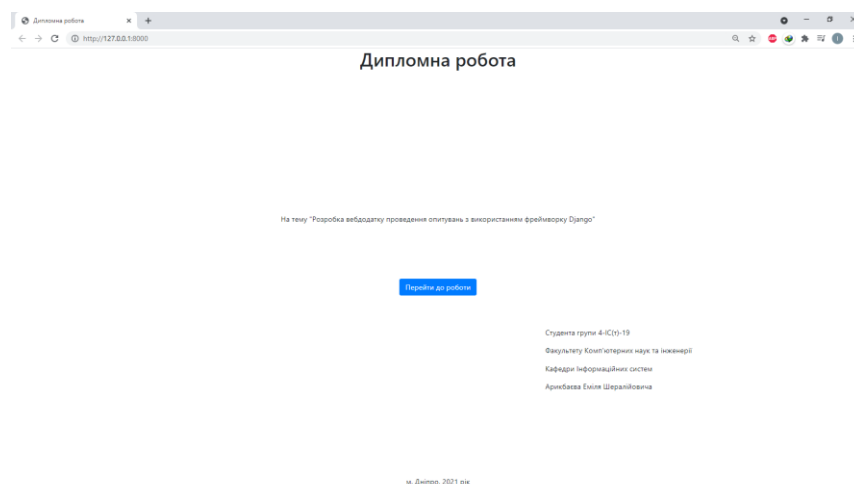 Дипломна робота
http://127.0.0.1:8000
Дипломна робота
На тему "Розробка вебдодатку проведення опитувань з використанням фреймворку Django"
Перейти до роботи
Студента групи 4-ІС(т)-19
Факультету Комп'ютерних наук та інженерії
Кафедри Інформаційних систем
Арикбаєва Еміля Шералійовича
м. Дніпро, 2021 рік